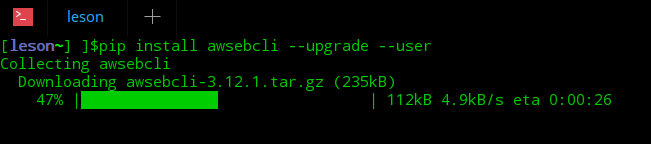 leson
[leson~] ]$pip install awsebcli --upgrade --user
Collecting awsebcli
Downloading awsebcli-3.12.1.tar.gz (235kB)
47% |██████████████ | 112kB 4.9kB/s eta 0:00:26